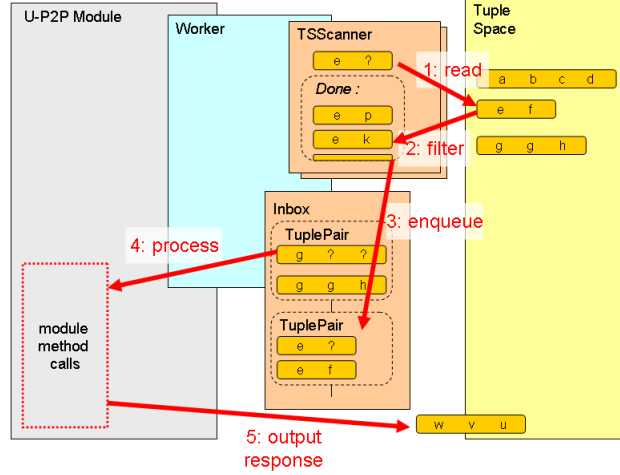 U-P2P Module
Worker
TSScanner
e ?
Done :
e p
e k
Tuple
Space
a b c d
e f
g g h
1: read
2: filter
3: enqueue
Inbox
TuplePair
g ? ?
g g h
TuplePair
e ?
e f
4: process
module
method
calls
w v u
5: output
response